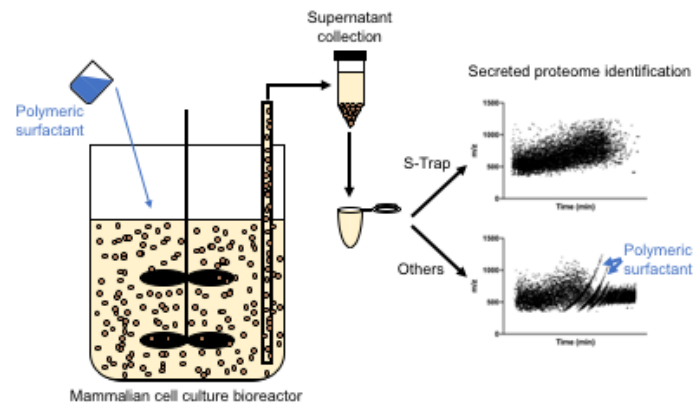 Supernatant
collection
Polymeric
surfactant
Secreted proteome identification
1500
1000
500
0
m/z
Time (min)
S-Trap
Others
1500
1000
500
0
m/z
Time (min)
Polymeric
surfactant
Mammalian cell culture bioreactor